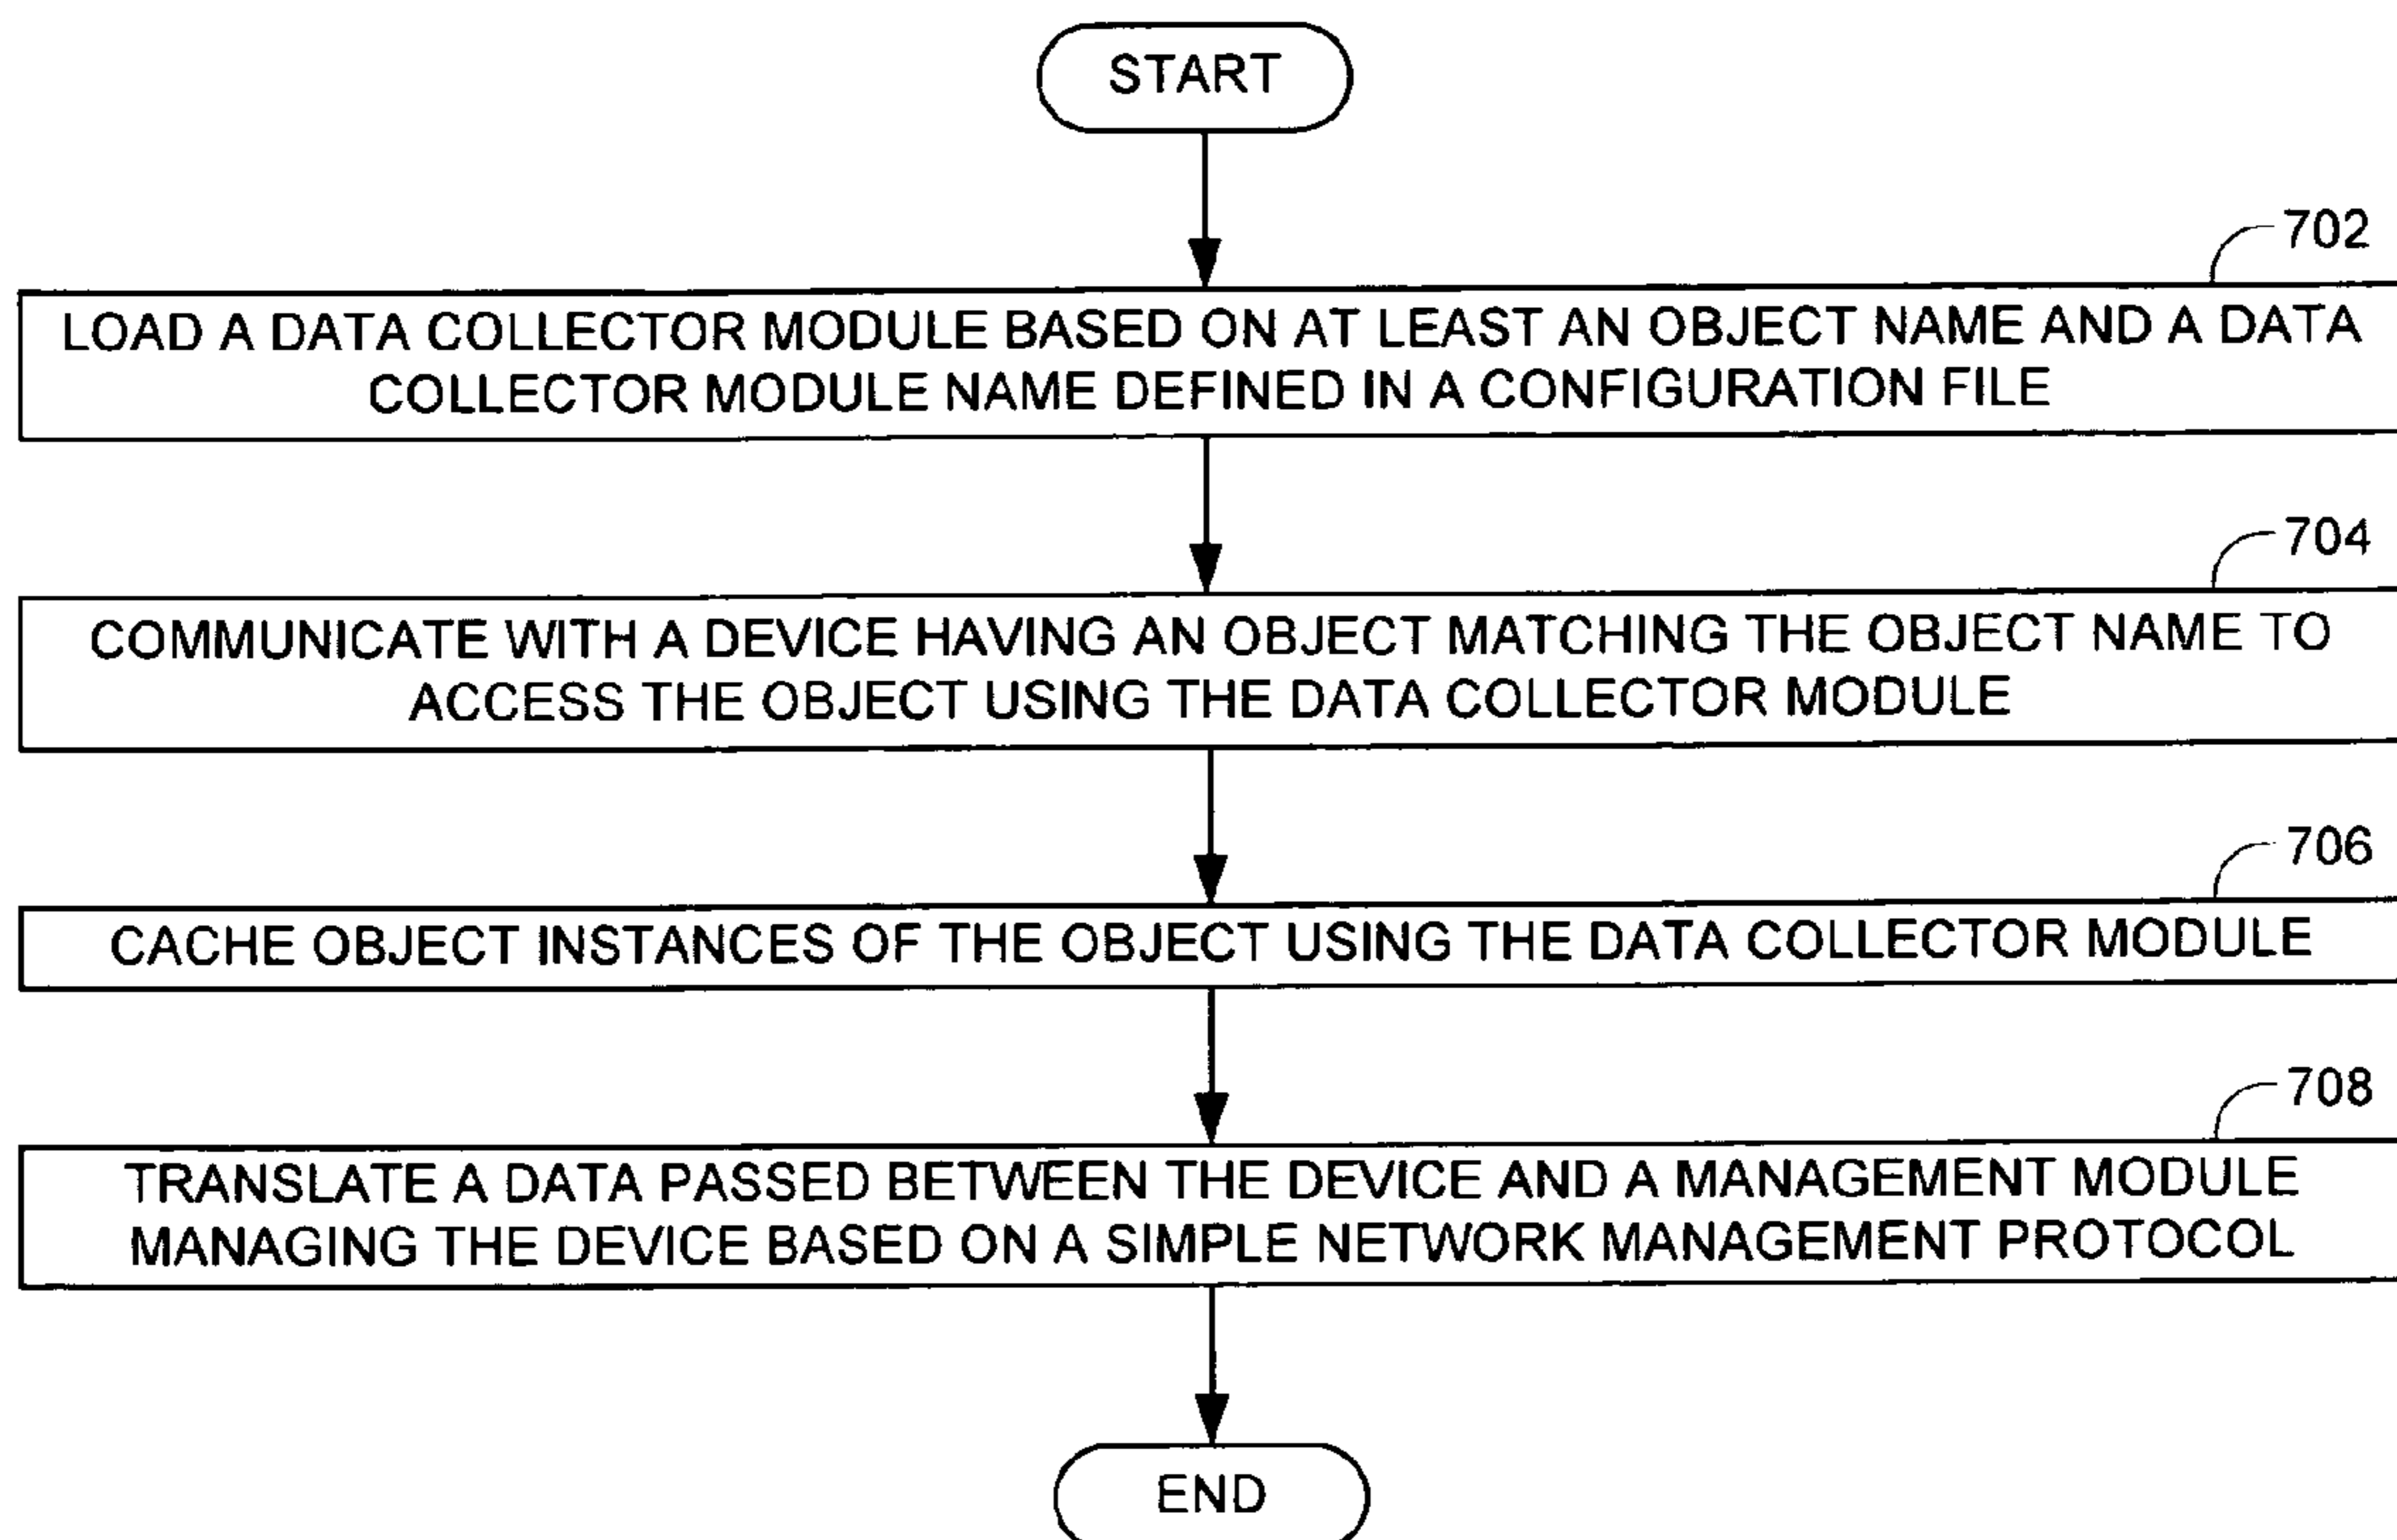 START
702
LOAD A DATA COLLECTOR MODULE BASED ON AT LEAST AN OBJECT NAME AND A DATA
COLLECTOR MODULE NAME DEFINED IN A CONFIGURATION FILE
704
COMMUNICATE WITH A DEVICE HAVING AN OBJECT MATCHING THE OBJECT NAME TO
ACCESS THE OBJECT USING THE DATA COLLECTOR MODULE
706
CACHE OBJECT INSTANCES OF THE OBJECT USING THE DATA COLLECTOR MODULE
708
TRANSLATE A DATA PASSED BETWEEN THE DEVICE AND A MANAGEMENT MODULE
MANAGING THE DEVICE BASED ON A SIMPLE NETWORK MANAGEMENT PROTOCOL
END